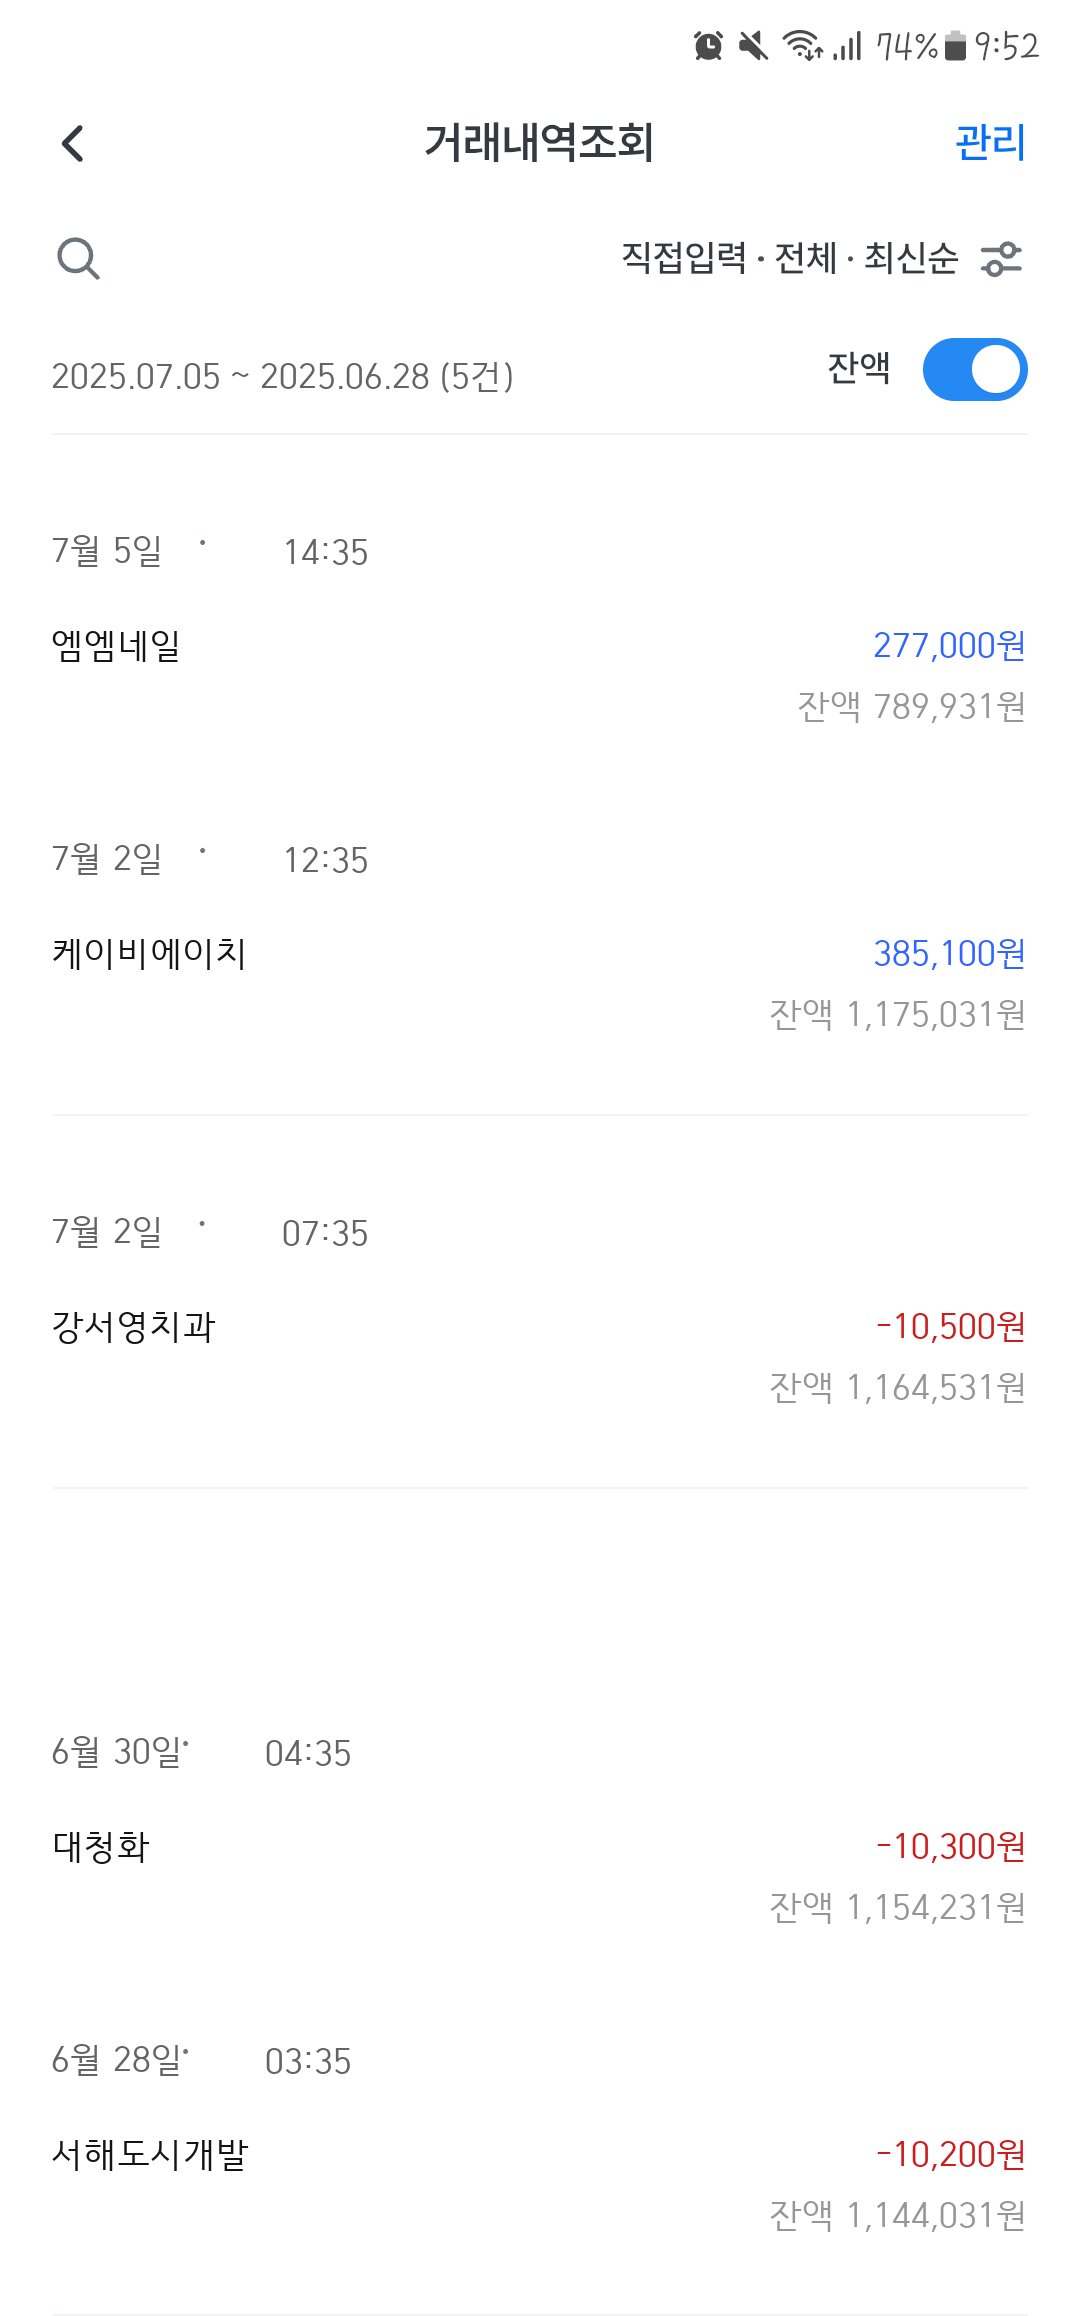 74% 9:52
거래내역조회 관리
직접입력 · 전체 · 최신순
2025.07.05 ~ 2025.06.28 (5건) 잔액
7월 5일 · 14:35
엠엠네일 277,000원
잔액 789,931원
7월 2일 · 12:35
케이비에이치 385,100원
잔액 1,175,031원
7월 2일 · 07:35
강서영치과 -10,500원
잔액 1,164,531원
6월 30일· 04:35
대청화 -10,300원
잔액 1,154,231원
6월 28일· 03:35
서해도시개발 -10,200원
잔액 1,144,031원